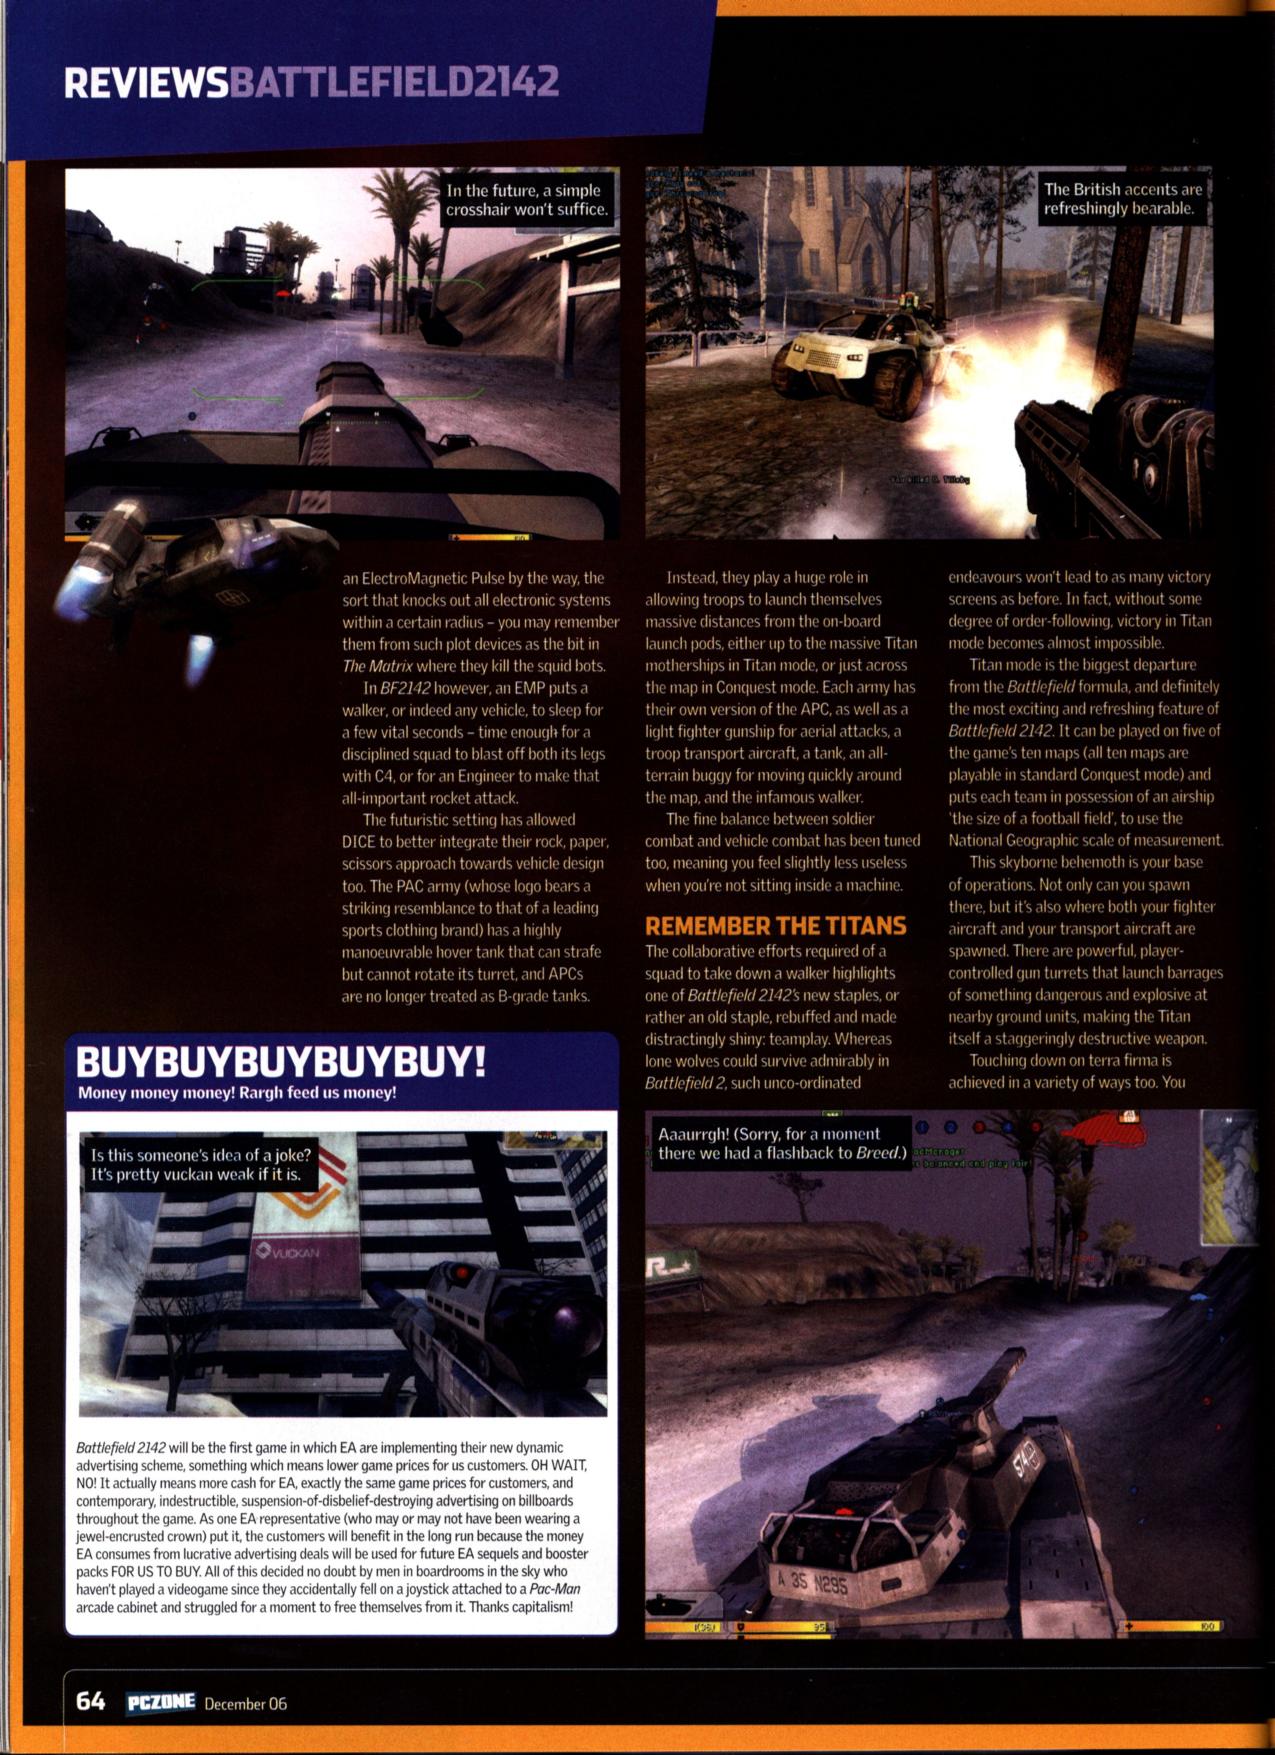 REVIEWSBATTLEFIELD2142
In the future, a simple
crosshair won't suffice.
The British accents are
refreshingly bearable.
an ElectroMagnetic Pulse by the way, the
sort that knocks out all electronic systems
within a certain radius – you may remember
them from such plot devices as the bit in
The Matrix where they kill the squid bots.
In BF2142 however, an EMP puts a
walker, or indeed any vehicle, to sleep for
a few vital seconds – time enough for a
disciplined squad to blast off both its legs
with C4, or for an Engineer to make that
all-important rocket attack.
The futuristic setting has allowed
DICE to better integrate their rock, paper,
scissors approach towards vehicle design
too. The PAC army (whose logo bears a
striking resemblance to that of a leading
sports clothing brand) has a highly
manoeuvrable hover tank that can strafe
but cannot rotate its turret, and APCs
are no longer treated as B-grade tanks.
Instead, they play a huge role in
allowing troops to launch themselves
massive distances from the on-board
launch pods, either up to the massive Titan
motherships in Titan mode, or just across
the map in Conquest mode. Each army has
their own version of the APC, as well as a
light fighter gunship for aerial attacks, a
troop transport aircraft, a tank, an all-
terrain buggy for moving quickly around
the map, and the infamous walker.
The fine balance between soldier
combat and vehicle combat has been tuned
too, meaning you feel slightly less useless
when you're not sitting inside a machine.
REMEMBER THE TITANS
The collaborative efforts required of a
squad to take down a walker highlights
one of Battlefield 2142's new staples, or
rather an old staple, rebuffed and made
distractingly shiny: teamplay. Whereas
lone wolves could survive admirably in
Battlefield 2, such unco-ordinated
endeavours won't lead to as many victory
screens as before. In fact, without some
degree of order-following, victory in Titan
mode becomes almost impossible.
Titan mode is the biggest departure
from the Battlefield formula, and definitely
the most exciting and refreshing feature of
Battlefield 2142. It can be played on five of
the game's ten maps (all ten maps are
playable in standard Conquest mode) and
puts each team in possession of an airship
'the size of a football field', to use the
National Geographic scale of measurement.
This skyborne behemoth is your base
of operations. Not only can you spawn
there, but it's also where both your fighter
aircraft and your transport aircraft are
spawned. There are powerful, player-
controlled gun turrets that launch barrages
of something dangerous and explosive at
nearby ground units, making the Titan
itself a staggeringly destructive weapon.
Touching down on terra firma is
achieved in a variety of ways too. You
BUYBUYBUYBUYBUY!
Money money money! Rargh feed us money!
Is this someone's idea of a joke?
It's pretty vuckan weak if it is.
VUCKAN
Battlefield 2142 will be the first game in which EA are implementing their new dynamic
advertising scheme, something which means lower game prices for us customers. OH WAIT,
NO! It actually means more cash for EA, exactly the same game prices for customers, and
contemporary, indestructible, suspension-of-disbelief-destroying advertising on billboards
throughout the game. As one EA representative (who may or may not have been wearing a
jewel-encrusted crown) put it, the customers will benefit in the long run because the money
EA consumes from lucrative advertising deals will be used for future EA sequels and booster
packs FOR US TO BUY. All of this decided no doubt by men in boardrooms in the sky who
haven't played a videogame since they accidentally fell on a joystick attached to a Pac-Man
arcade cabinet and struggled for a moment to free themselves from it. Thanks capitalism!
Aaaurrgh! (Sorry, for a moment
there we had a flashback to Breed.)
balanced and play fair!
574
A 35 N295
95
100
64 PCZONE December 06